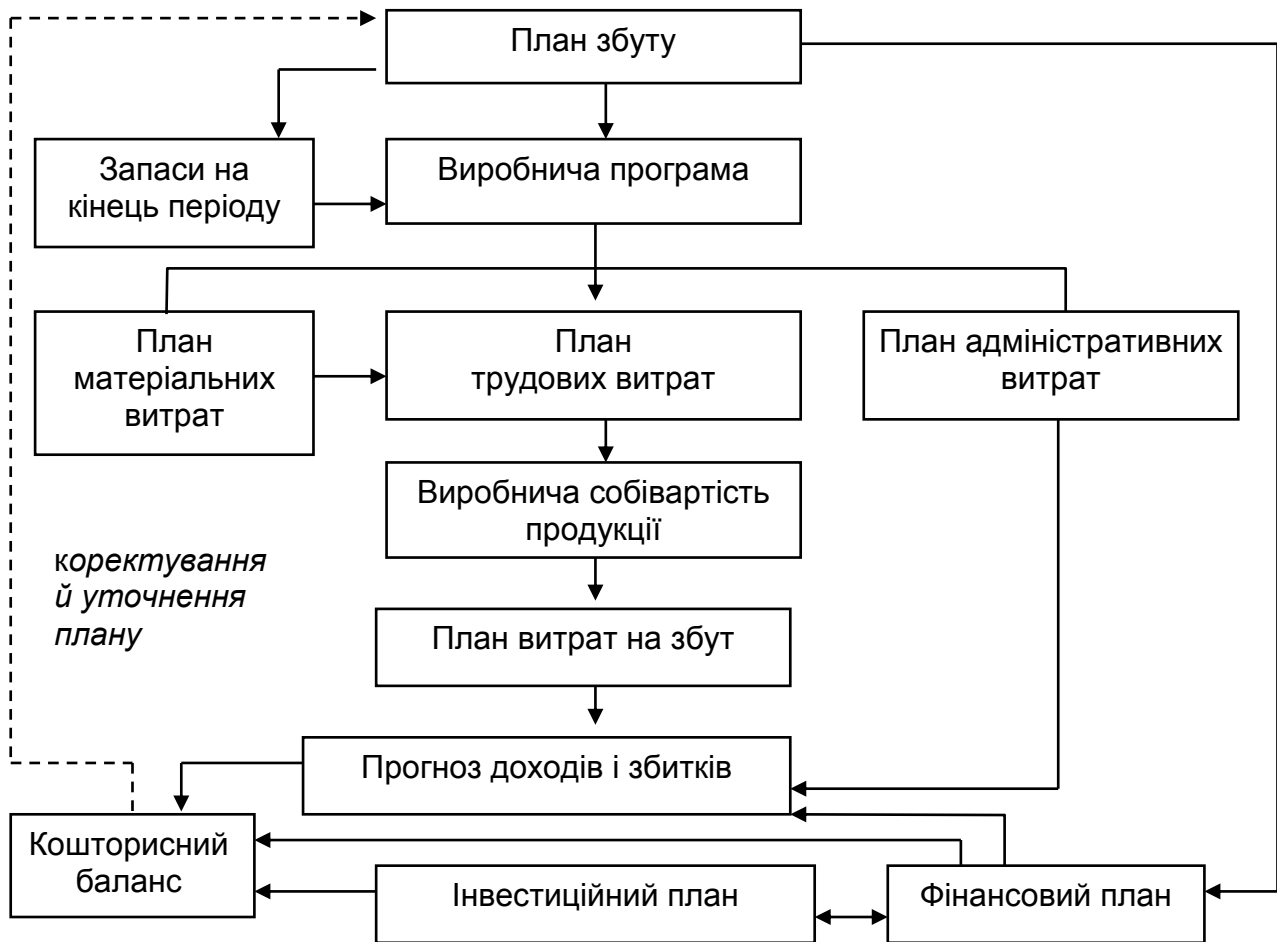 План збуту
Запаси на
кінець періоду
Виробнича програма
План
матеріальних
витрат
План
трудових витрат
План адміністративних
витрат
Виробнича собівартість
продукції
коректування
й уточнення
плану
План витрат на збут
Прогноз доходів і збитків
Кошторисний
баланс
Інвестиційний план
Фінансовий план